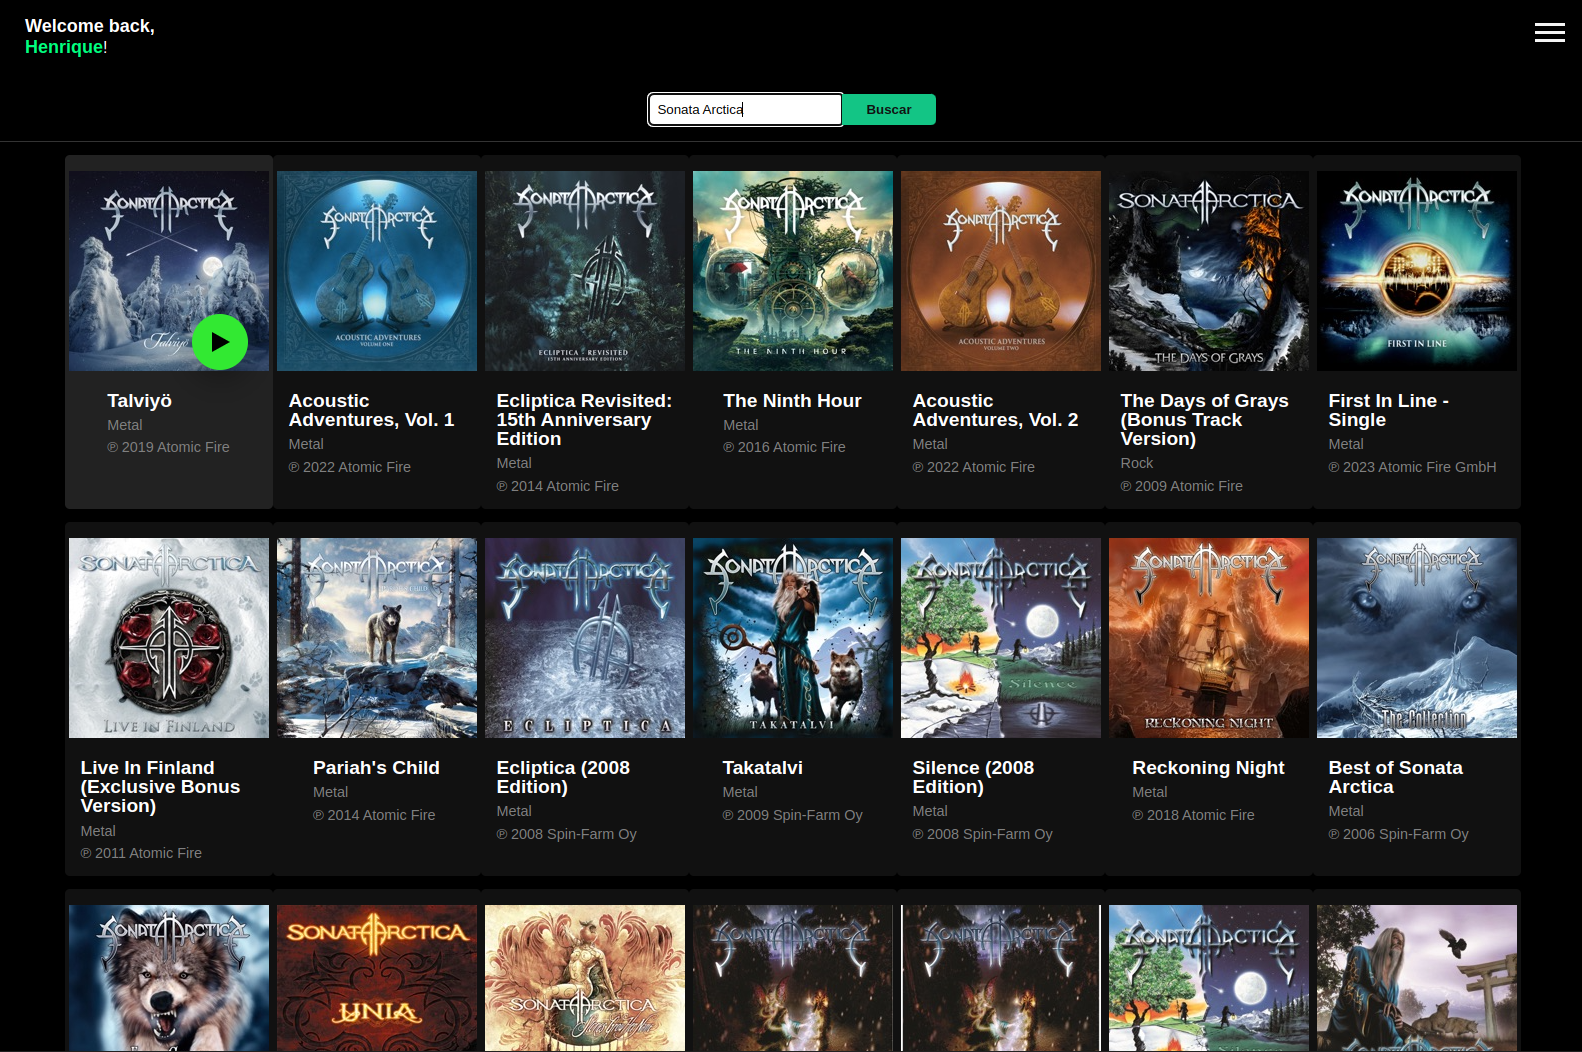 Welcome back,
Henrique!
Sonata Arctica
Buscar
SONATA ARCTICA
Talviyö
SONATA ARCTICA
ACOUSTIC ADVENTURES
VOLUME ONE
SONATA ARCTICA
ECLIPTICA - REVISITED
15TH ANNIVERSARY EDITION
SONATA ARCTICA
THE NINTH HOUR
SONATA ARCTICA
ACOUSTIC ADVENTURES
VOLUME TWO
SONATA ARCTICA
THE DAYS OF GRAYS
SONATA ARCTICA
FIRST IN LINE
Talviyö
Metal
℗ 2019 Atomic Fire
Acoustic
Adventures, Vol. 1
Metal
℗ 2022 Atomic Fire
Ecliptica Revisited:
15th Anniversary
Edition
Metal
℗ 2014 Atomic Fire
The Ninth Hour
Metal
℗ 2016 Atomic Fire
Acoustic
Adventures, Vol. 2
Metal
℗ 2022 Atomic Fire
The Days of Grays
(Bonus Track
Version)
Rock
℗ 2009 Atomic Fire
First In Line -
Single
Metal
℗ 2023 Atomic Fire GmbH
SONATA ARCTICA
LIVE IN FINLAND
SONATA ARCTICA
SONATA ARCTICA
ECLIPTICA
SONATA ARCTICA
TAKATALVI
SONATA ARCTICA
Silence
SONATA ARCTICA
RECKONING NIGHT
SONATA ARCTICA
The Collection
Live In Finland
(Exclusive Bonus
Version)
Metal
℗ 2011 Atomic Fire
Pariah's Child
Metal
℗ 2014 Atomic Fire
Ecliptica (2008
Edition)
Metal
℗ 2008 Spin-Farm Oy
Takatalvi
Metal
℗ 2009 Spin-Farm Oy
Silence (2008
Edition)
Metal
℗ 2008 Spin-Farm Oy
Reckoning Night
Metal
℗ 2018 Atomic Fire
Best of Sonata
Arctica
Metal
℗ 2006 Spin-Farm Oy
SONATA ARCTICA
SONATA ARCTICA
UNIA
SONATA ARCTICA
SONATA ARCTICA
SONATA ARCTICA
SONATA ARCTICA